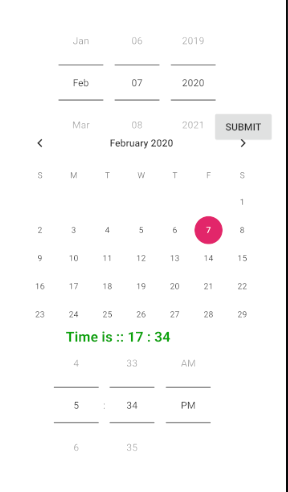 Jan 06 2019
Feb 07 2020
Mar 08 2021 SUBMIT
< February 2020 >
S M T W T F S
1
2 3 4 5 6 7 8
9 10 11 12 13 14 15
16 17 18 19 20 21 22
23 24 25 26 27 28 29
Time is :: 17 : 34
4 33 AM
5 : 34 PM
6 35